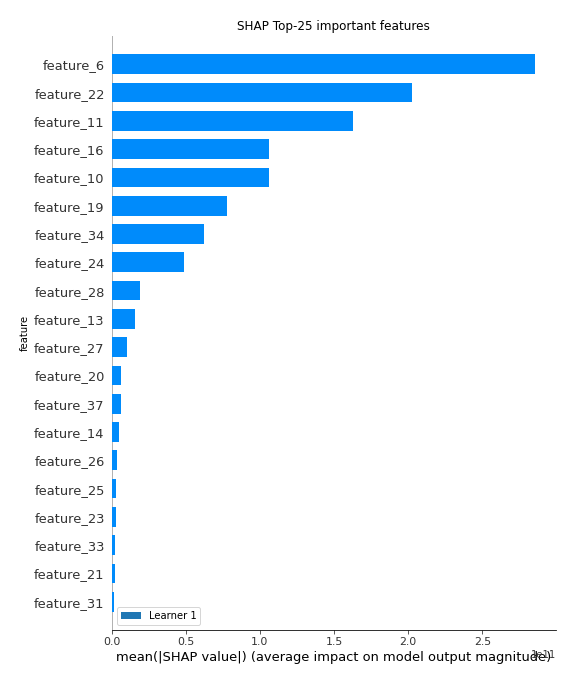 SHAP Top-25 important features
feature_6
feature_22
feature_11
feature_16
feature_10
feature_19
feature_34
feature_24
feature_28
feature_13
feature_27
feature_20
feature_37
feature_14
feature_26
feature_25
feature_23
feature_33
feature_21
feature_31
feature
Learner 1
0.0 0.5 1.0 1.5 2.0 2.5
1e11
mean(|SHAP value|) (average impact on model output magnitude)